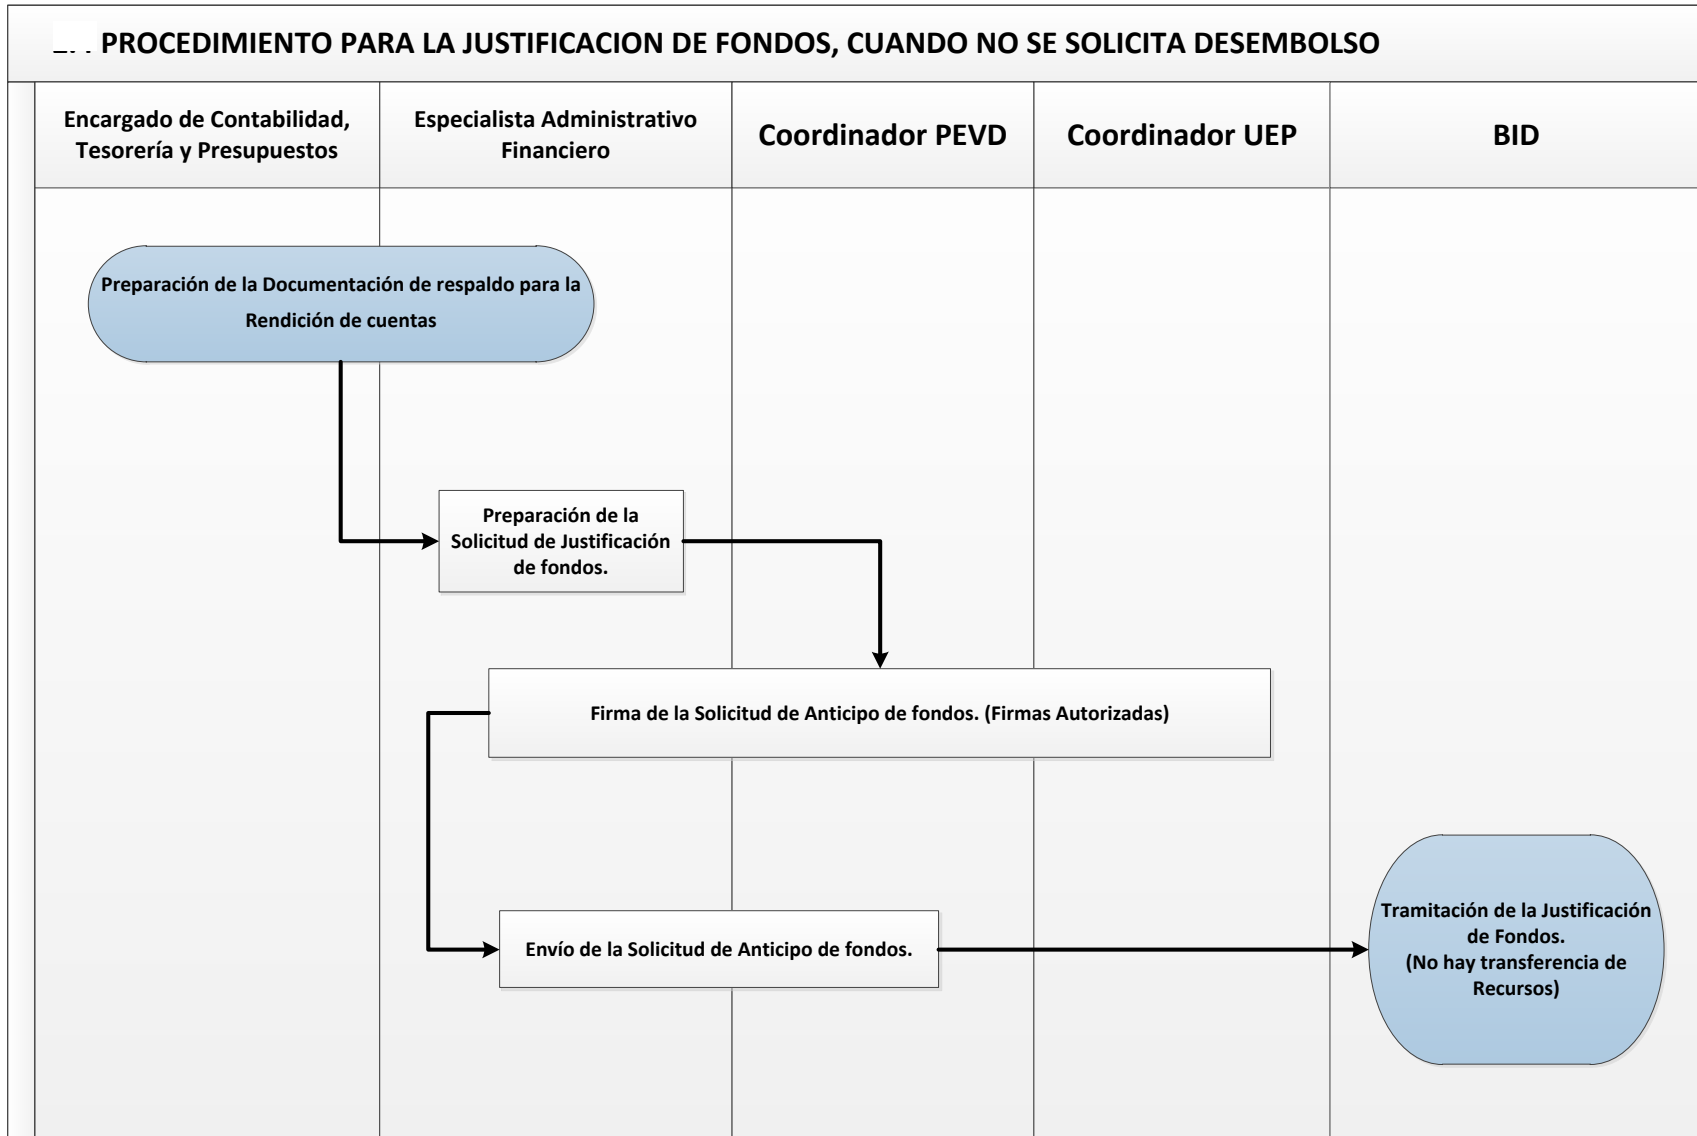 PROCEDIMIENTO PARA LA JUSTIFICACION DE FONDOS, CUANDO NO SE SOLICITA DESEMBOLSO
Encargado de Contabilidad,
Tesorería y Presupuestos
Especialista Administrativo
Financiero
Coordinador PEVD
Coordinador UEP
BID
Preparación de la Documentación de respaldo para la
Rendición de cuentas
Preparación de la
Solicitud de Justificación
de fondos.
Firma de la Solicitud de Anticipo de fondos. (Firmas Autorizadas)
Envío de la Solicitud de Anticipo de fondos.
Tramitación de la Justificación
de Fondos.
(No hay transferencia de
Recursos)